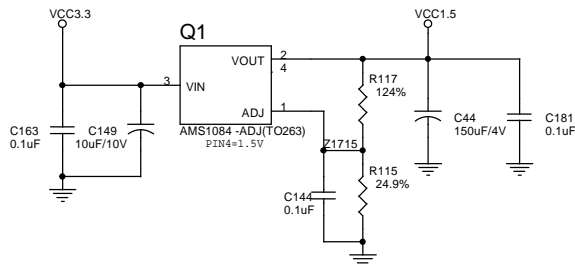 VCC3.3
VCC1.5
Q1
VOUT
2
4
3
VIN
ADJ
1
R117
124%
C163
0.1uF
C149
10uF/10V
AMS1084 -ADJ(TO263)
PIN4=1.5V
C44
150uF/4V
C181
0.1uF
Z1715
R115
24.9%
C144
0.1uF